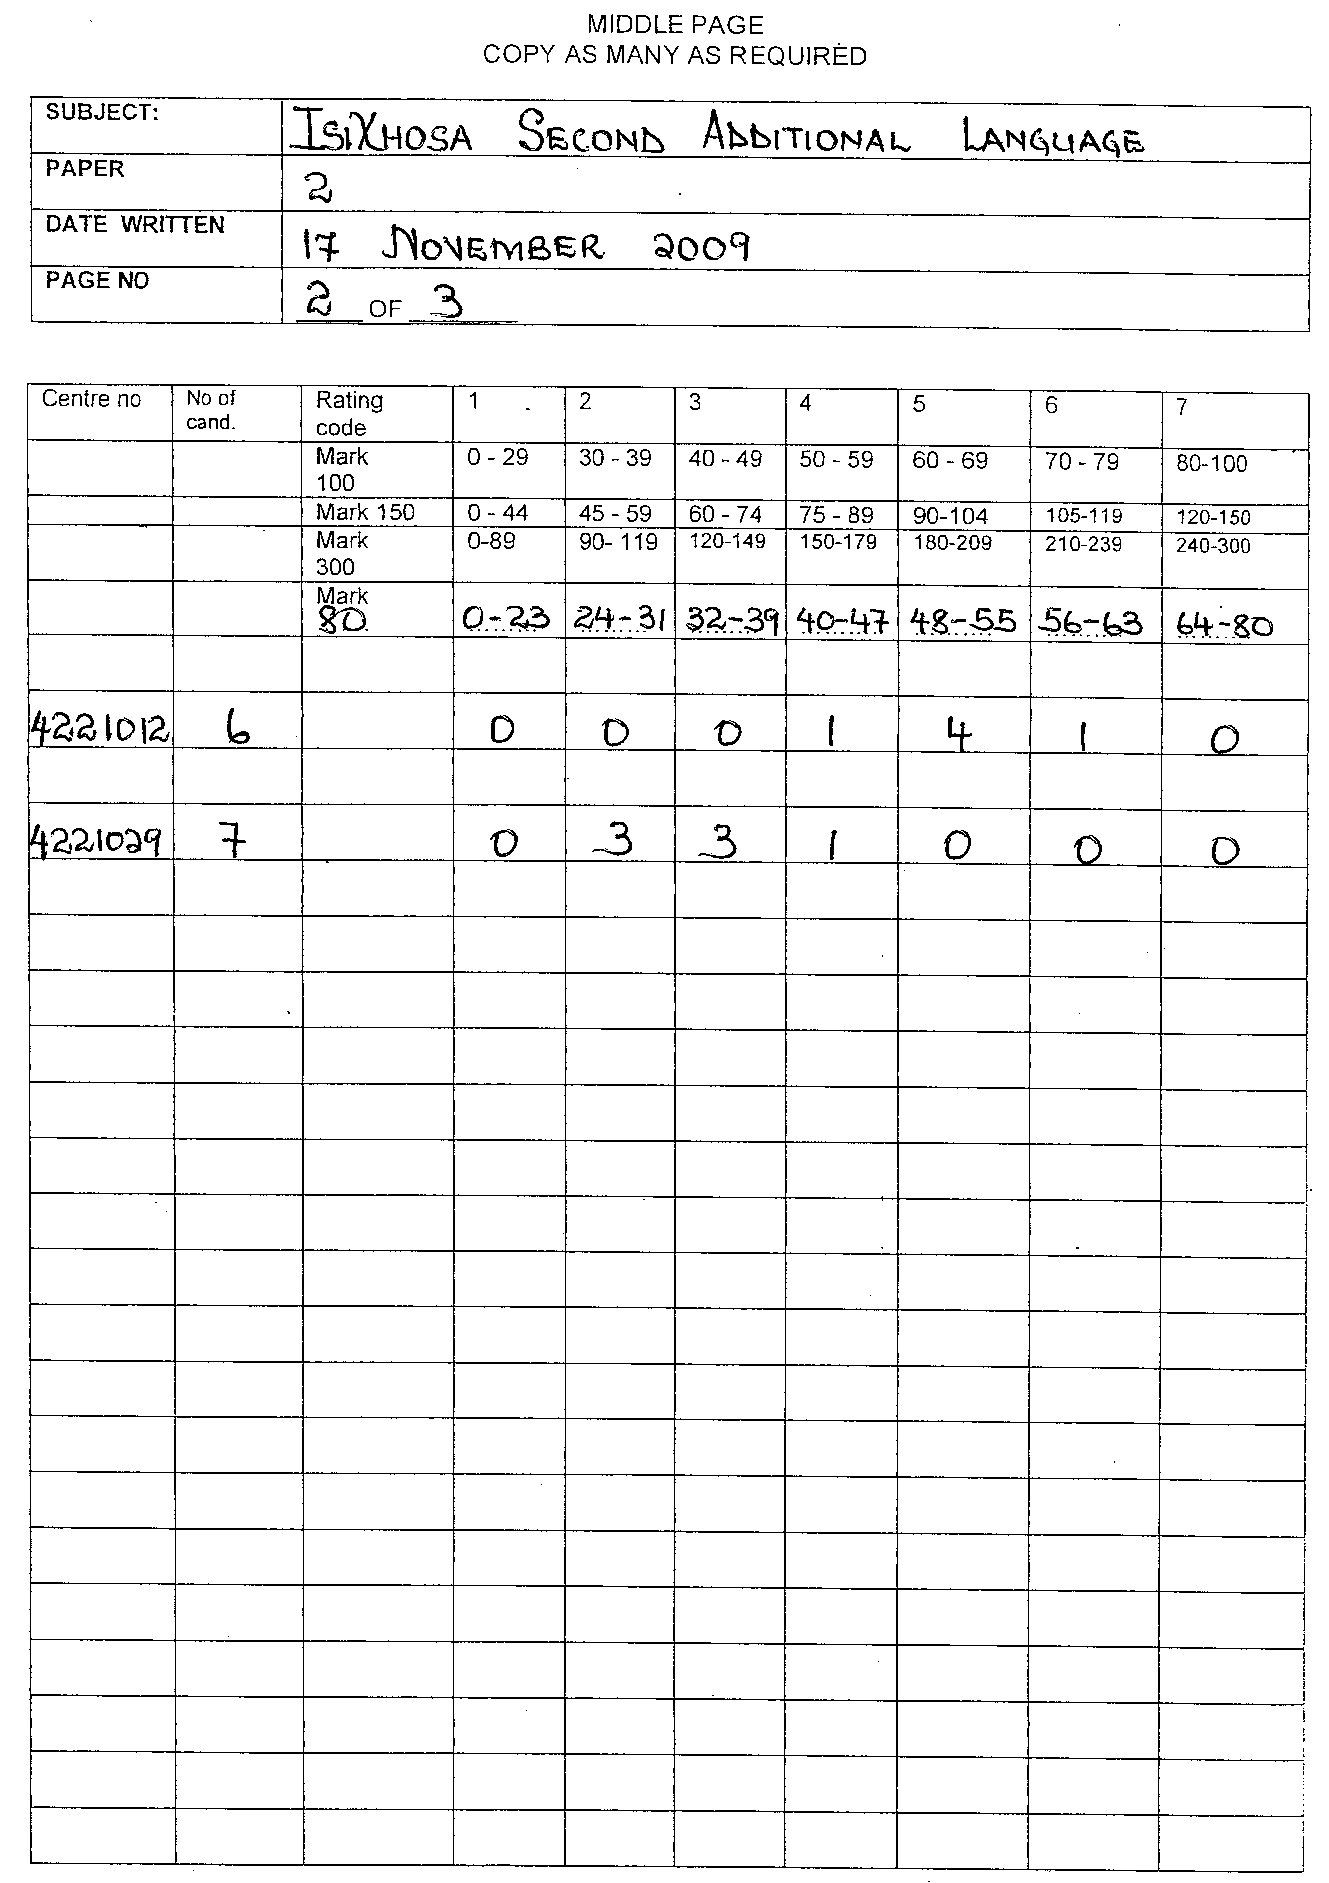 MIDDLE PAGE
COPY AS MANY AS REQUIRED
SUBJECT: ISIXHOSA SECOND ADDITIONAL LANGUAGE
PAPER 2
DATE WRITTEN 17 NOVEMBER 2009
PAGE NO 2 OF 3
Centre no No of cand. Rating code 1 2 3 4 5 6 7
Mark 100 0 - 29 30 - 39 40 - 49 50 - 59 60 - 69 70 - 79 80-100
Mark 150 0 - 44 45 - 59 60 - 74 75 - 89 90-104 105-119 120-150
Mark 300 0-89 90- 119 120-149 150-179 180-209 210-239 240-300
Mark 80 0-23 24-31 32-39 40-47 48-55 56-63 64-80
4221012 6 0 0 0 1 4 1 0
4221029 7 0 3 3 1 0 0 0